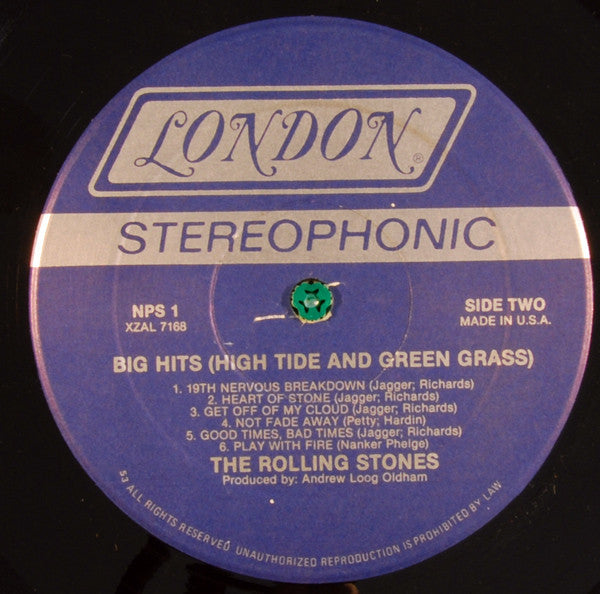 LONDON®
STEREOPHONIC
NPS 1
XZAL 7168
SIDE TWO
MADE IN U.S.A.
BIG HITS (HIGH TIDE AND GREEN GRASS)
1. 19TH NERVOUS BREAKDOWN (Jagger; Richards)
2. HEART OF STONE (Jagger; Richards)
3. GET OFF OF MY CLOUD (Jagger; Richards)
4. NOT FADE AWAY (Petty; Hardin)
5. GOOD TIMES, BAD TIMES (Jagger; Richards)
6. PLAY WITH FIRE (Nanker Phelge)
THE ROLLING STONES
Produced by: Andrew Loog Oldham
53 ALL RIGHTS RESERVED UNAUTHORIZED REPRODUCTION IS PROHIBITED BY LAW